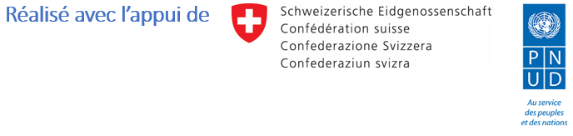 Réalisé avec l'appui de
Schweizerische Eidgenossenschaft
Confédération suisse
Confederazione Svizzera
Confederaziun svizra
P N
U D
Au service
des peuples
et des nations